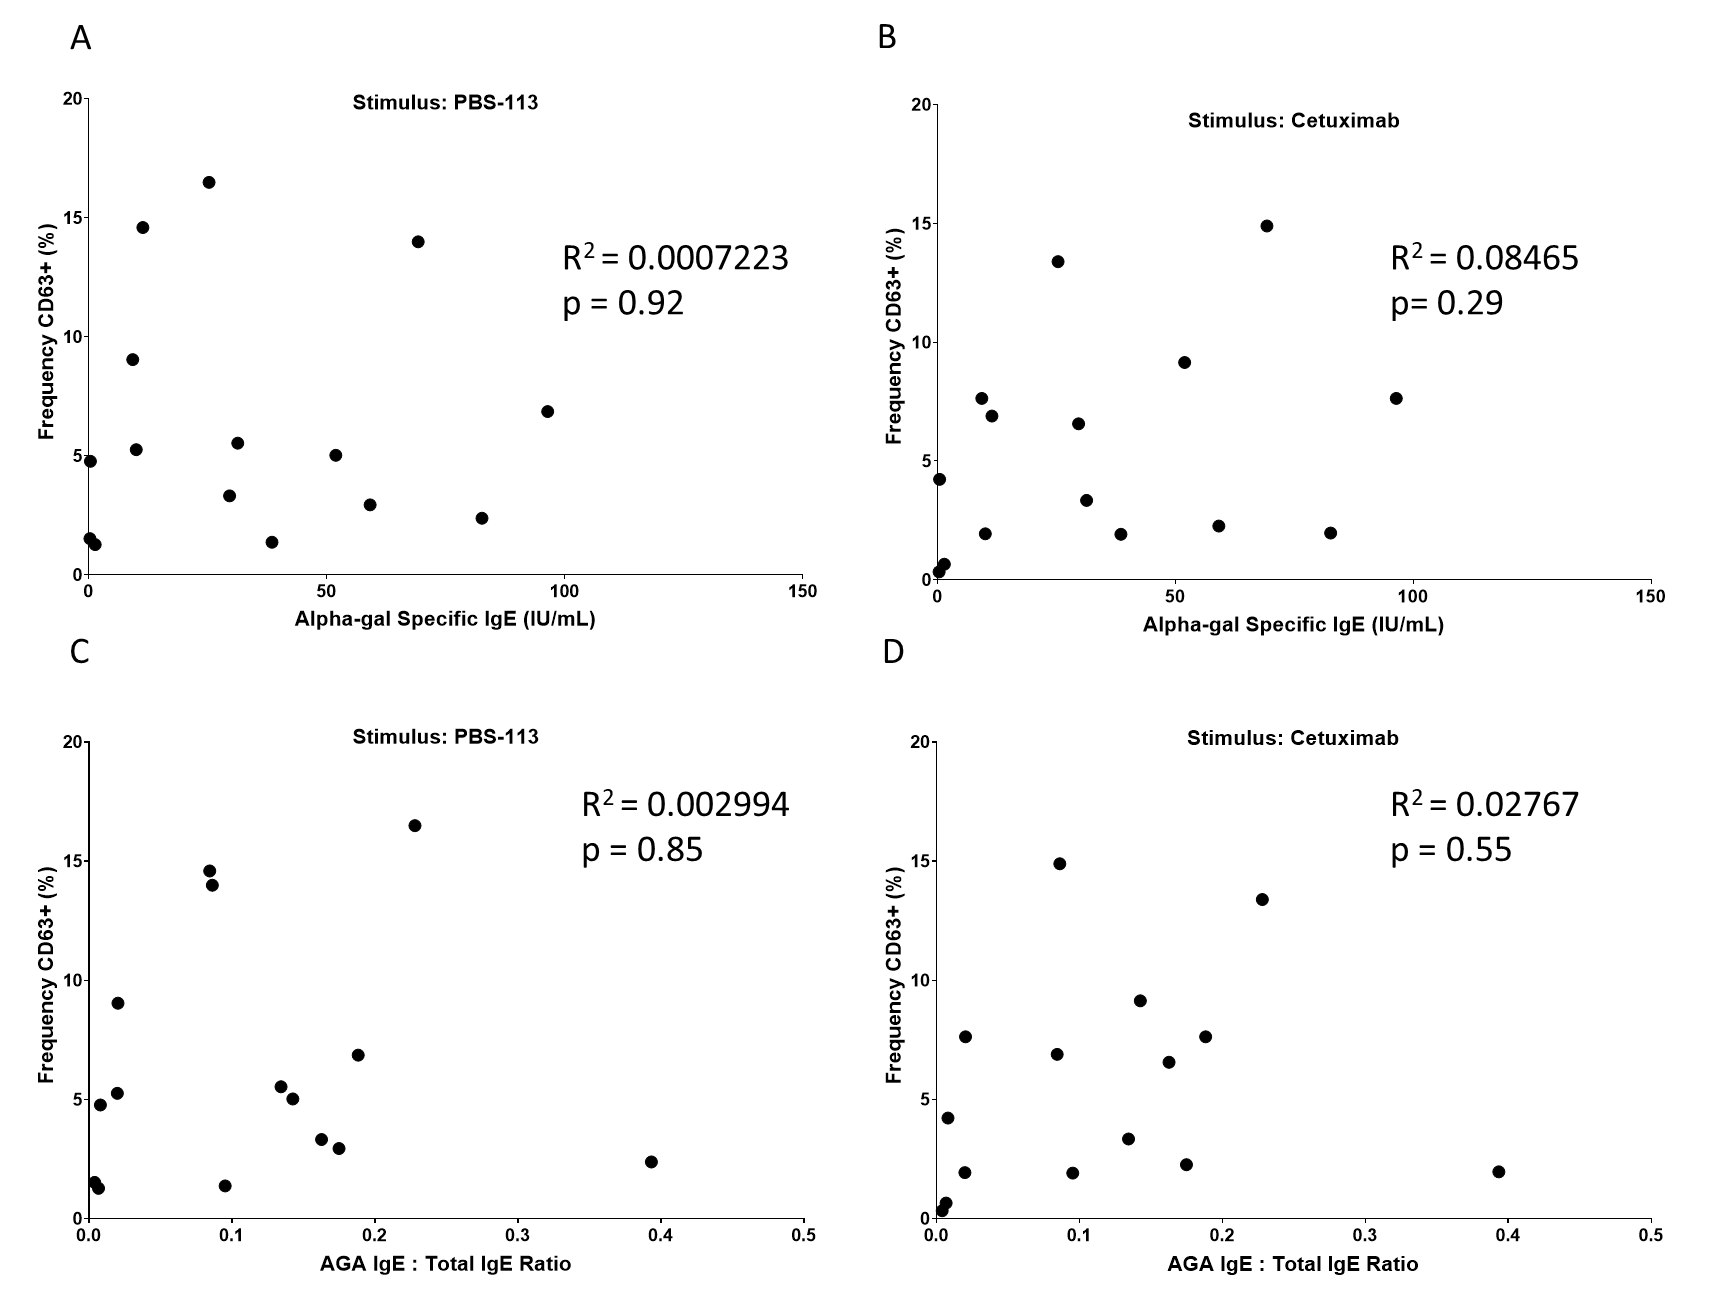 A
Stimulus: PBS-113
20
15
10
5
0
Frequency CD63+ (%)
R² = 0.0007223
p = 0.92
0 50 100 150
Alpha-gal Specific IgE (IU/mL)
B
Stimulus: Cetuximab
20
15
10
5
0
Frequency CD63+ (%)
R² = 0.08465
p= 0.29
0 50 100 150
Alpha-gal Specific IgE (IU/mL)
C
Stimulus: PBS-113
20
15
10
5
0
Frequency CD63+ (%)
R² = 0.002994
p = 0.85
0.0 0.1 0.2 0.3 0.4 0.5
AGA IgE : Total IgE Ratio
D
Stimulus: Cetuximab
20
15
10
5
0
Frequency CD63+ (%)
R² = 0.02767
p = 0.55
0.0 0.1 0.2 0.3 0.4 0.5
AGA IgE : Total IgE Ratio